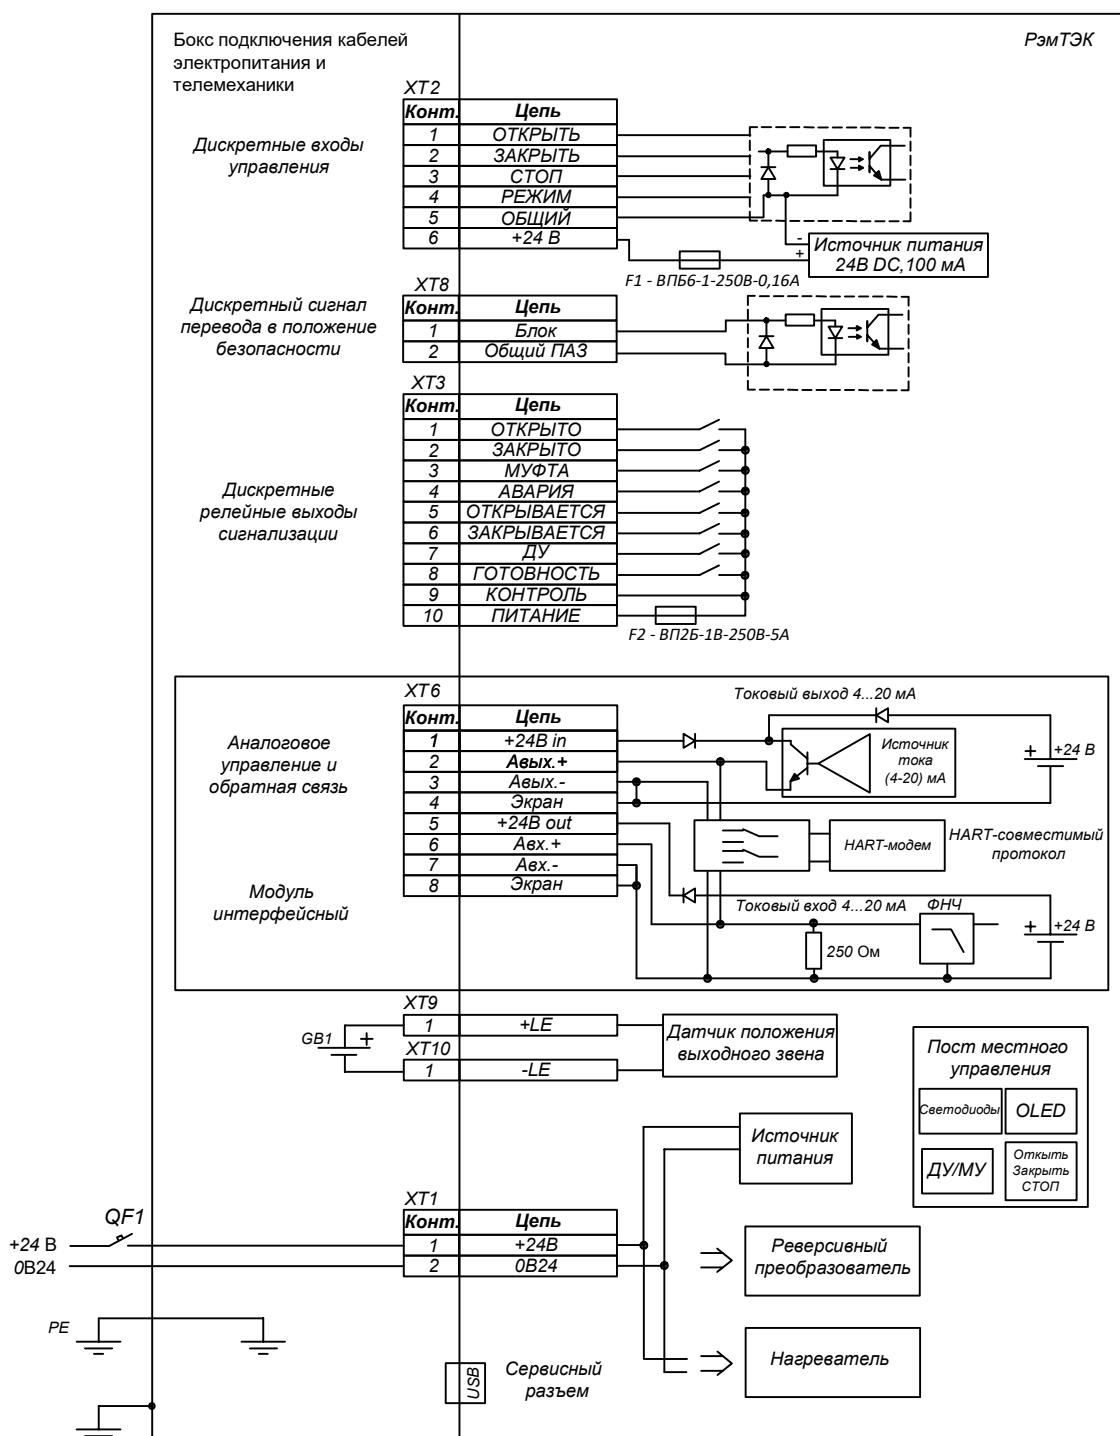 Бокс подключения кабелей
электропитания и
телемеханики
РэмТЭК
XT2
Конт. Цепь
Дискретные входы
управления
1 ОТКРЫТЬ
2 ЗАКРЫТЬ
3 СТОП
4 РЕЖИМ
5 ОБЩИЙ
6 +24 В
-
+
Источник питания
24В DC,100 мА
F1 - ВПБ6-1-250В-0,16А
XT8
Дискретный сигнал
перевода в положение
безопасности
Конт. Цепь
1 Блок
2 Общий ПАЗ
XT3
Конт. Цепь
1 ОТКРЫТО
2 ЗАКРЫТО
3 МУФТА
4 АВАРИЯ
5 ОТКРЫВАЕТСЯ
6 ЗАКРЫВАЕТСЯ
7 ДУ
8 ГОТОВНОСТЬ
9 КОНТРОЛЬ
10 ПИТАНИЕ
Дискретные
релейные выходы
сигнализации
F2 - ВП2Б-1В-250В-5А
XT6
Токовый выход 4...20 мА
Конт. Цепь
1 +24В in
2 Авых.+
3 Авых.-
4 Экран
5 +24В out
6 Авх.+
7 Авх.-
8 Экран
Аналоговое
управление и
обратная связь
Источник
тока
(4-20) мА
+ +24 В
HART-модем
HART-совместимый
протокол
Модуль
интерфейсный
Токовый вход 4...20 мА
ФНЧ
+ +24 В
250 Ом
XT9
1 +LE
GB1 +
XT10
1 -LE
Датчик положения
выходного звена
Пост местного
управления
Светодиоды
OLED
ДУ/МУ
Откыть
Закрыть
СТОП
Источник
питания
XT1
Конт. Цепь
1 +24В
2 0В24
QF1
+24 В
0В24
Реверсивный
преобразователь
PE
Нагреватель
USB
Сервисный
разъем